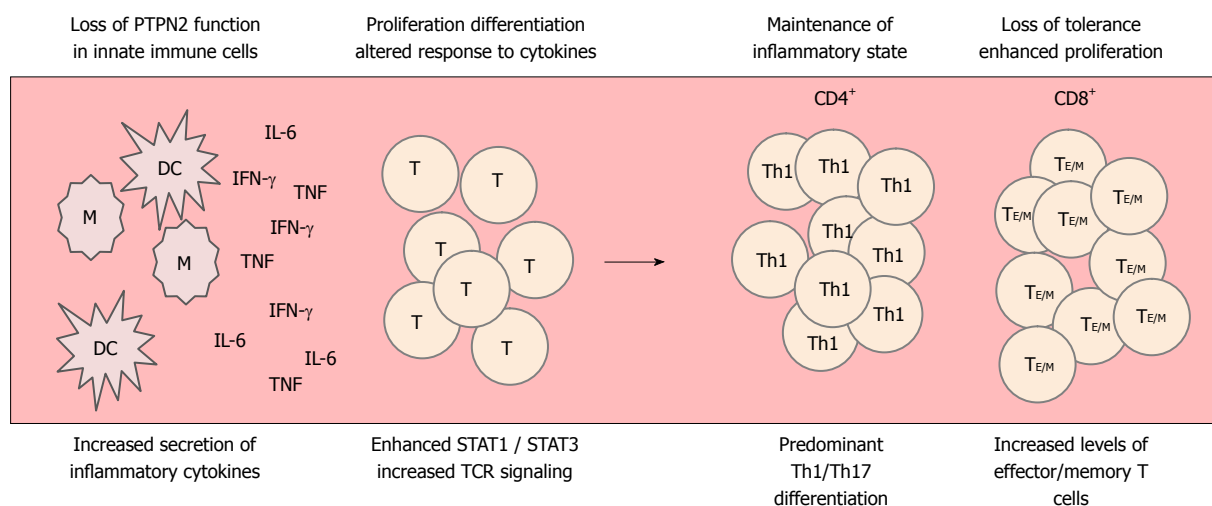 Loss of PTPN2 function
in innate immune cells
Proliferation differentiation
altered response to cytokines
Maintenance of
inflammatory state
Loss of tolerance
enhanced proliferation
DC
M
M
DC
IL-6
IFN-γ
TNF
IFN-γ
TNF
IFN-γ
IL-6
IL-6
TNF
T
T
T
T
T
T
T
CD4⁺
Th1
Th1
Th1
Th1
Th1
Th1
Th1
Th1
Th1
CD8⁺
TE/M
TE/M
TE/M
TE/M
TE/M
TE/M
TE/M
TE/M
TE/M
Increased secretion of
inflammatory cytokines
Enhanced STAT1 / STAT3
increased TCR signaling
Predominant
Th1/Th17
differentiation
Increased levels of
effector/memory T
cells